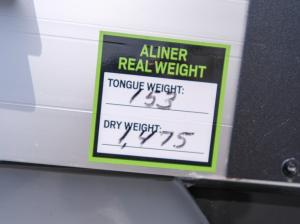 ALINER
REAL WEIGHT
TONGUE WEIGHT:
153
DRY WEIGHT:
1,475